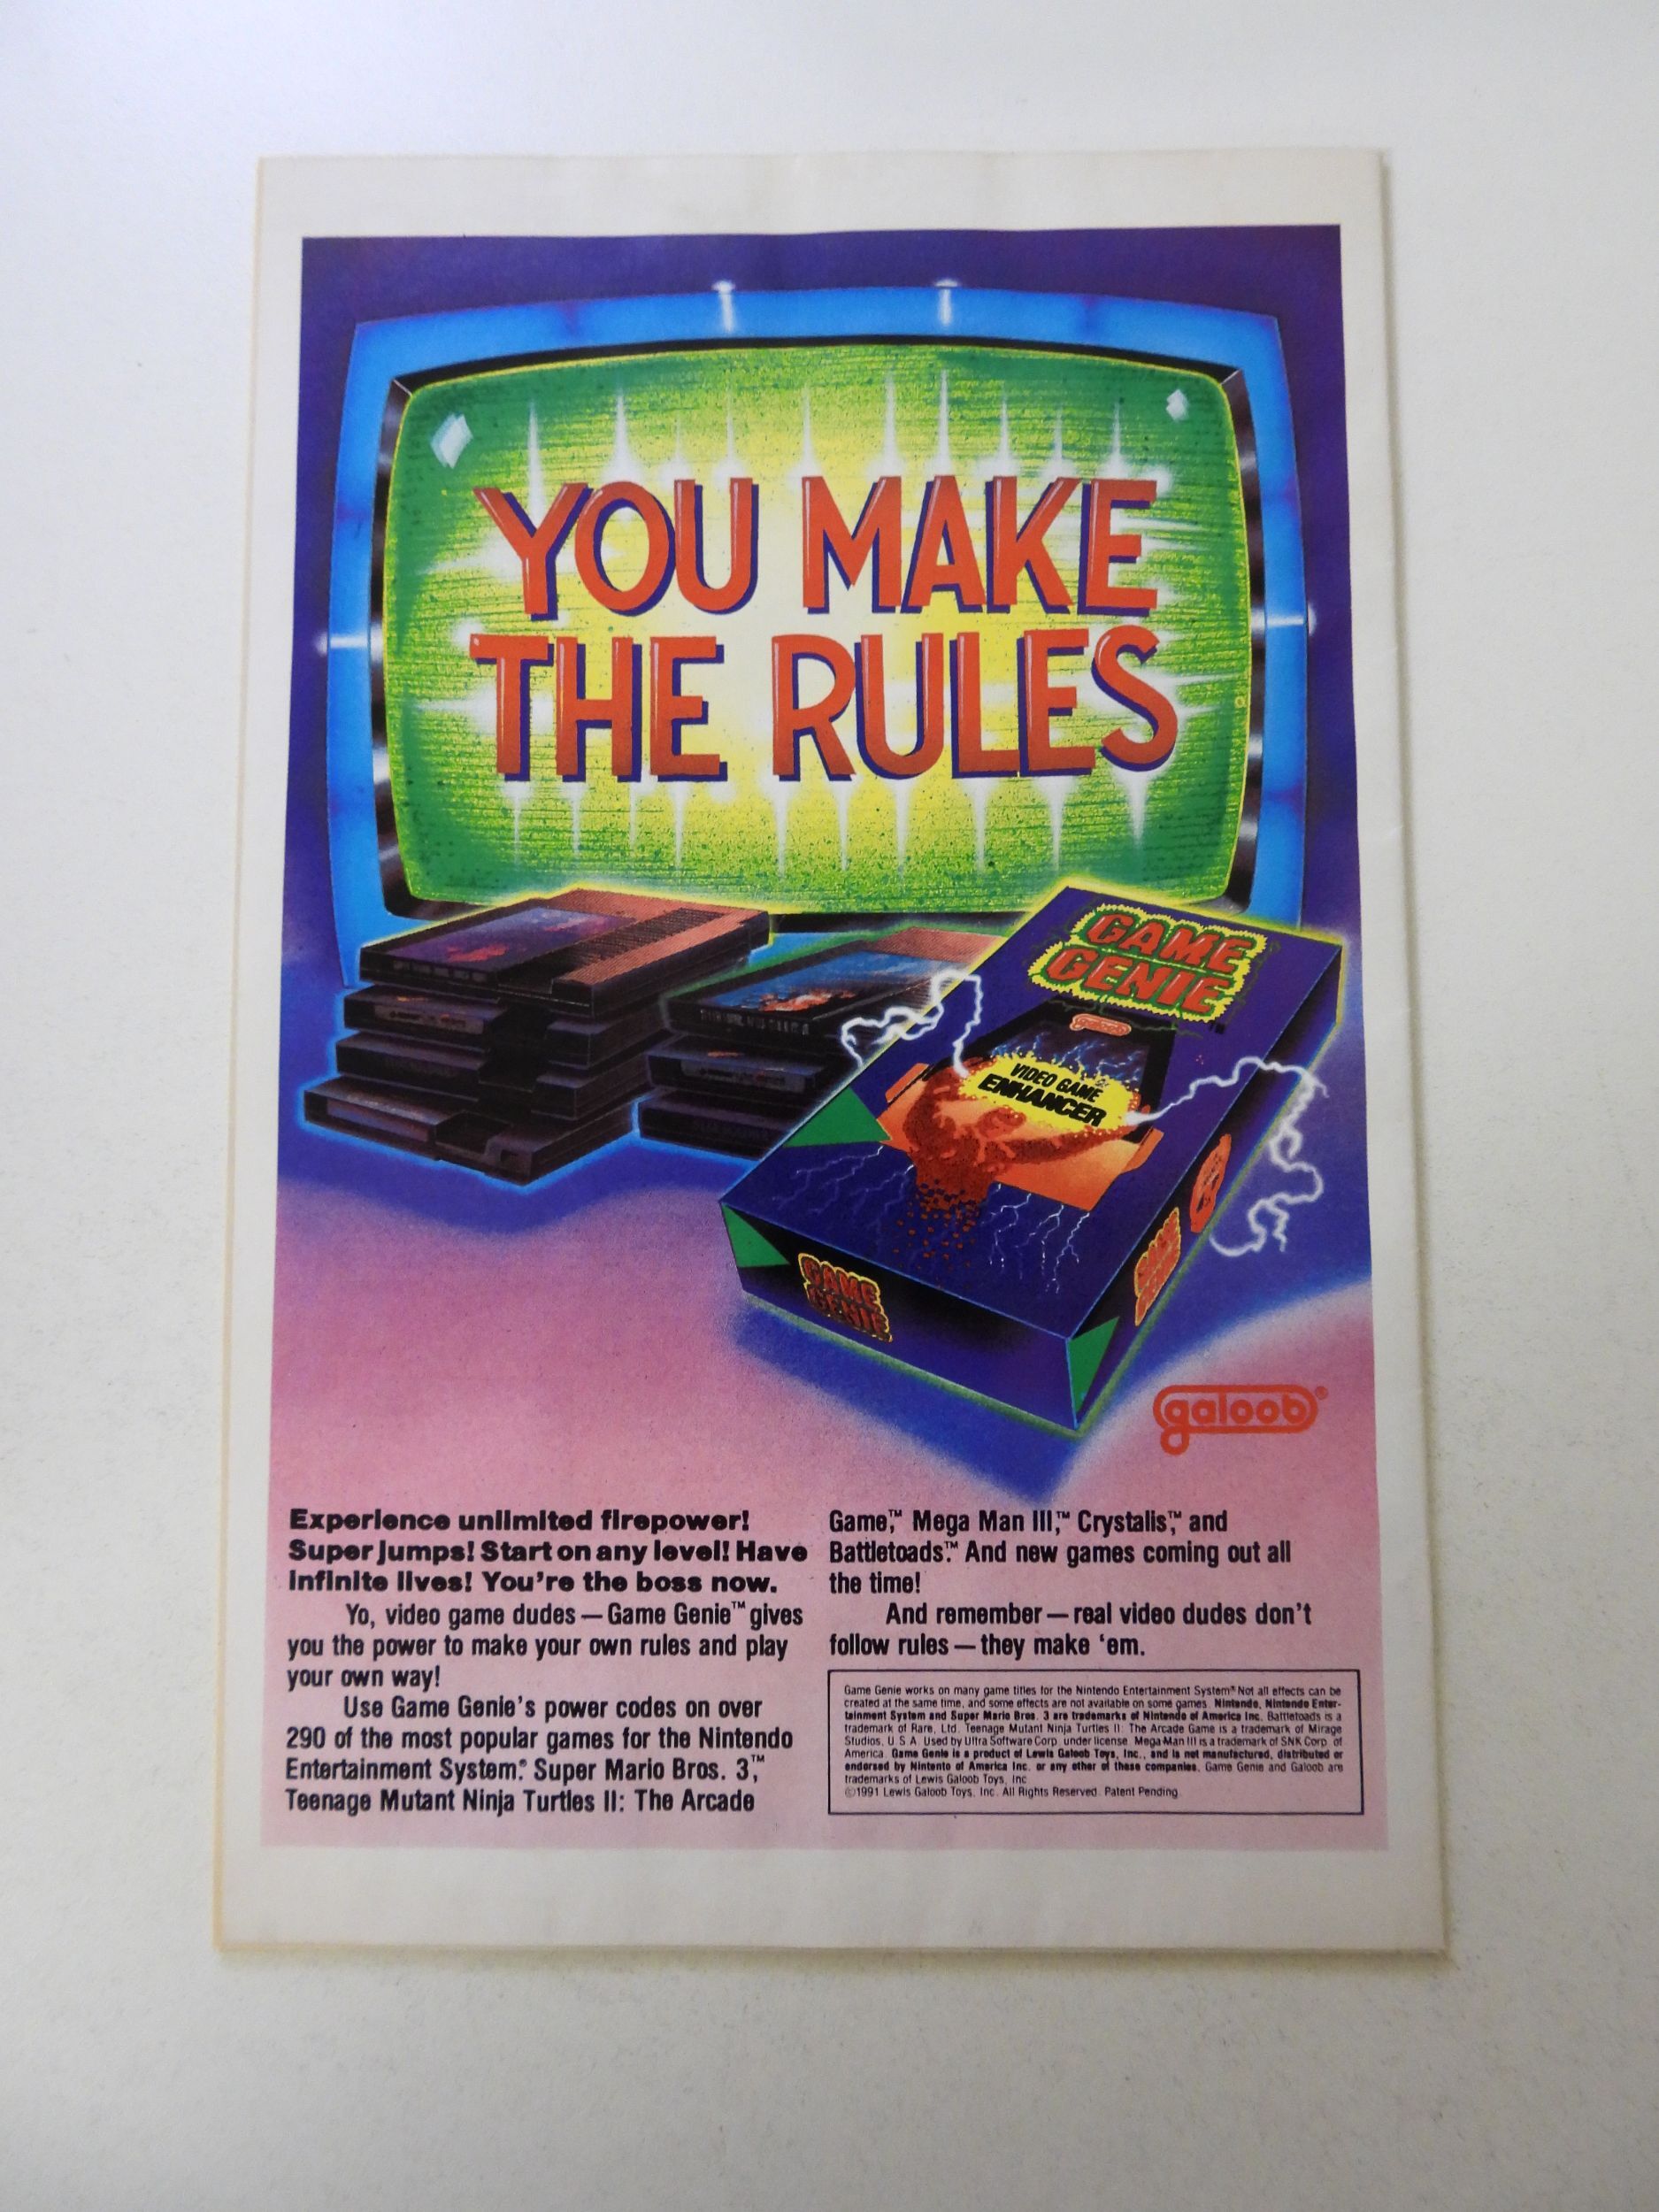 YOU MAKE
THE RULES
GAME
GENIE
TM
galoob
VIDEO GAME
ENHANCER
GAME
GENIE
galoob®
Experience unlimited firepower!
Super jumps! Start on any level! Have
infinite lives! You're the boss now.
Yo, video game dudes — Game Genie™ gives
you the power to make your own rules and play
your own way!
Use Game Genie's power codes on over
290 of the most popular games for the Nintendo
Entertainment System.® Super Mario Bros. 3,™
Teenage Mutant Ninja Turtles II: The Arcade
Game,™ Mega Man III,™ Crystalis,™ and
Battletoads.™ And new games coming out all
the time!
And remember — real video dudes don't
follow rules — they make 'em.
Game Genie works on many game titles for the Nintendo Entertainment System.® Not all effects can be
created at the same time, and some effects are not available on some games. Nintendo, Nintendo Enter-
tainment System and Super Mario Bros. 3 are trademarks of Nintendo of America Inc. Battletoads is a
trademark of Rare, Ltd. Teenage Mutant Ninja Turtles II: The Arcade Game is a trademark of Mirage
Studios, U.S.A. Used by Ultra Software Corp. under license. Mega Man III is a trademark of SNK Corp. of
America. Game Genie is a product of Lewis Galoob Toys, Inc., and is not manufactured, distributed or
endorsed by Nintento of America Inc. or any other of these companies. Game Genie and Galoob are
trademarks of Lewis Galoob Toys, Inc.
©1991 Lewis Galoob Toys, Inc. All Rights Reserved. Patent Pending.